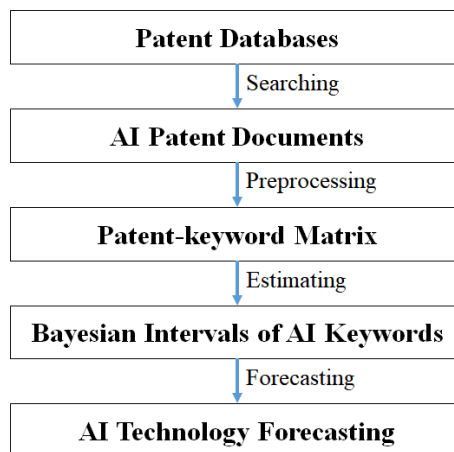 Patent Databases
Searching
AI Patent Documents
Preprocessing
Patent-keyword Matrix
Estimating
Bayesian Intervals of AI Keywords
Forecasting
AI Technology Forecasting